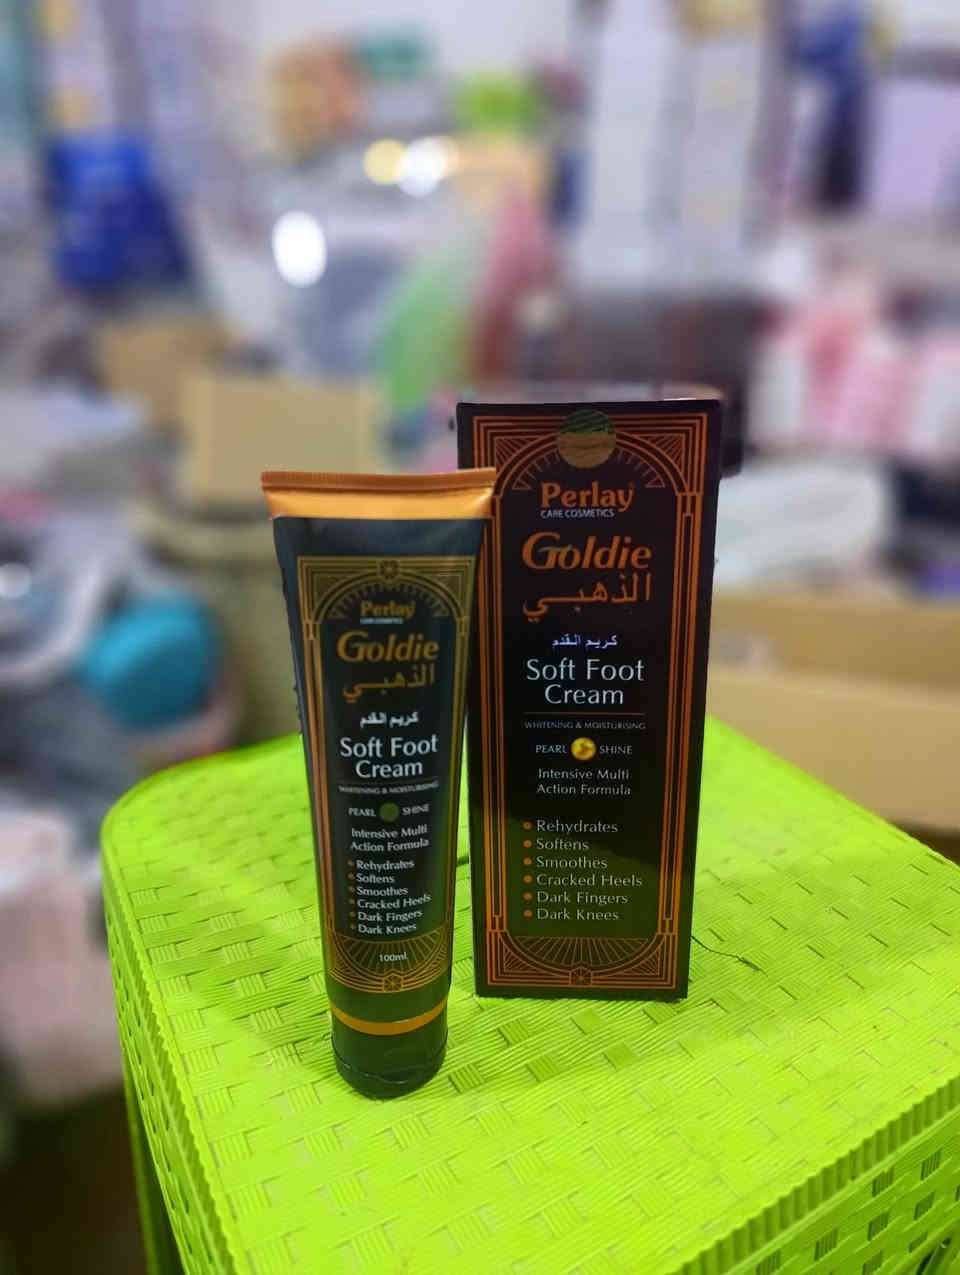 Perlay
CARE COSMETICS
Goldie
الذهبي
كريم القدم
Soft Foot
Cream
WHITENING & MOISTURISING
PEARL SHINE
Intensive Multi
Action Formula
Rehydrates
Softens
Smoothes
Cracked Heels
Dark Fingers
Dark Knees
100ml
Perlay
CARE COSMETICS
Goldie
الذهبي
كريم القدم
Soft Foot
Cream
WHITENING & MOISTURISING
PEARL SHINE
Intensive Multi
Action Formula
Rehydrates
Softens
Smoothes
Cracked Heels
Dark Fingers
Dark Knees